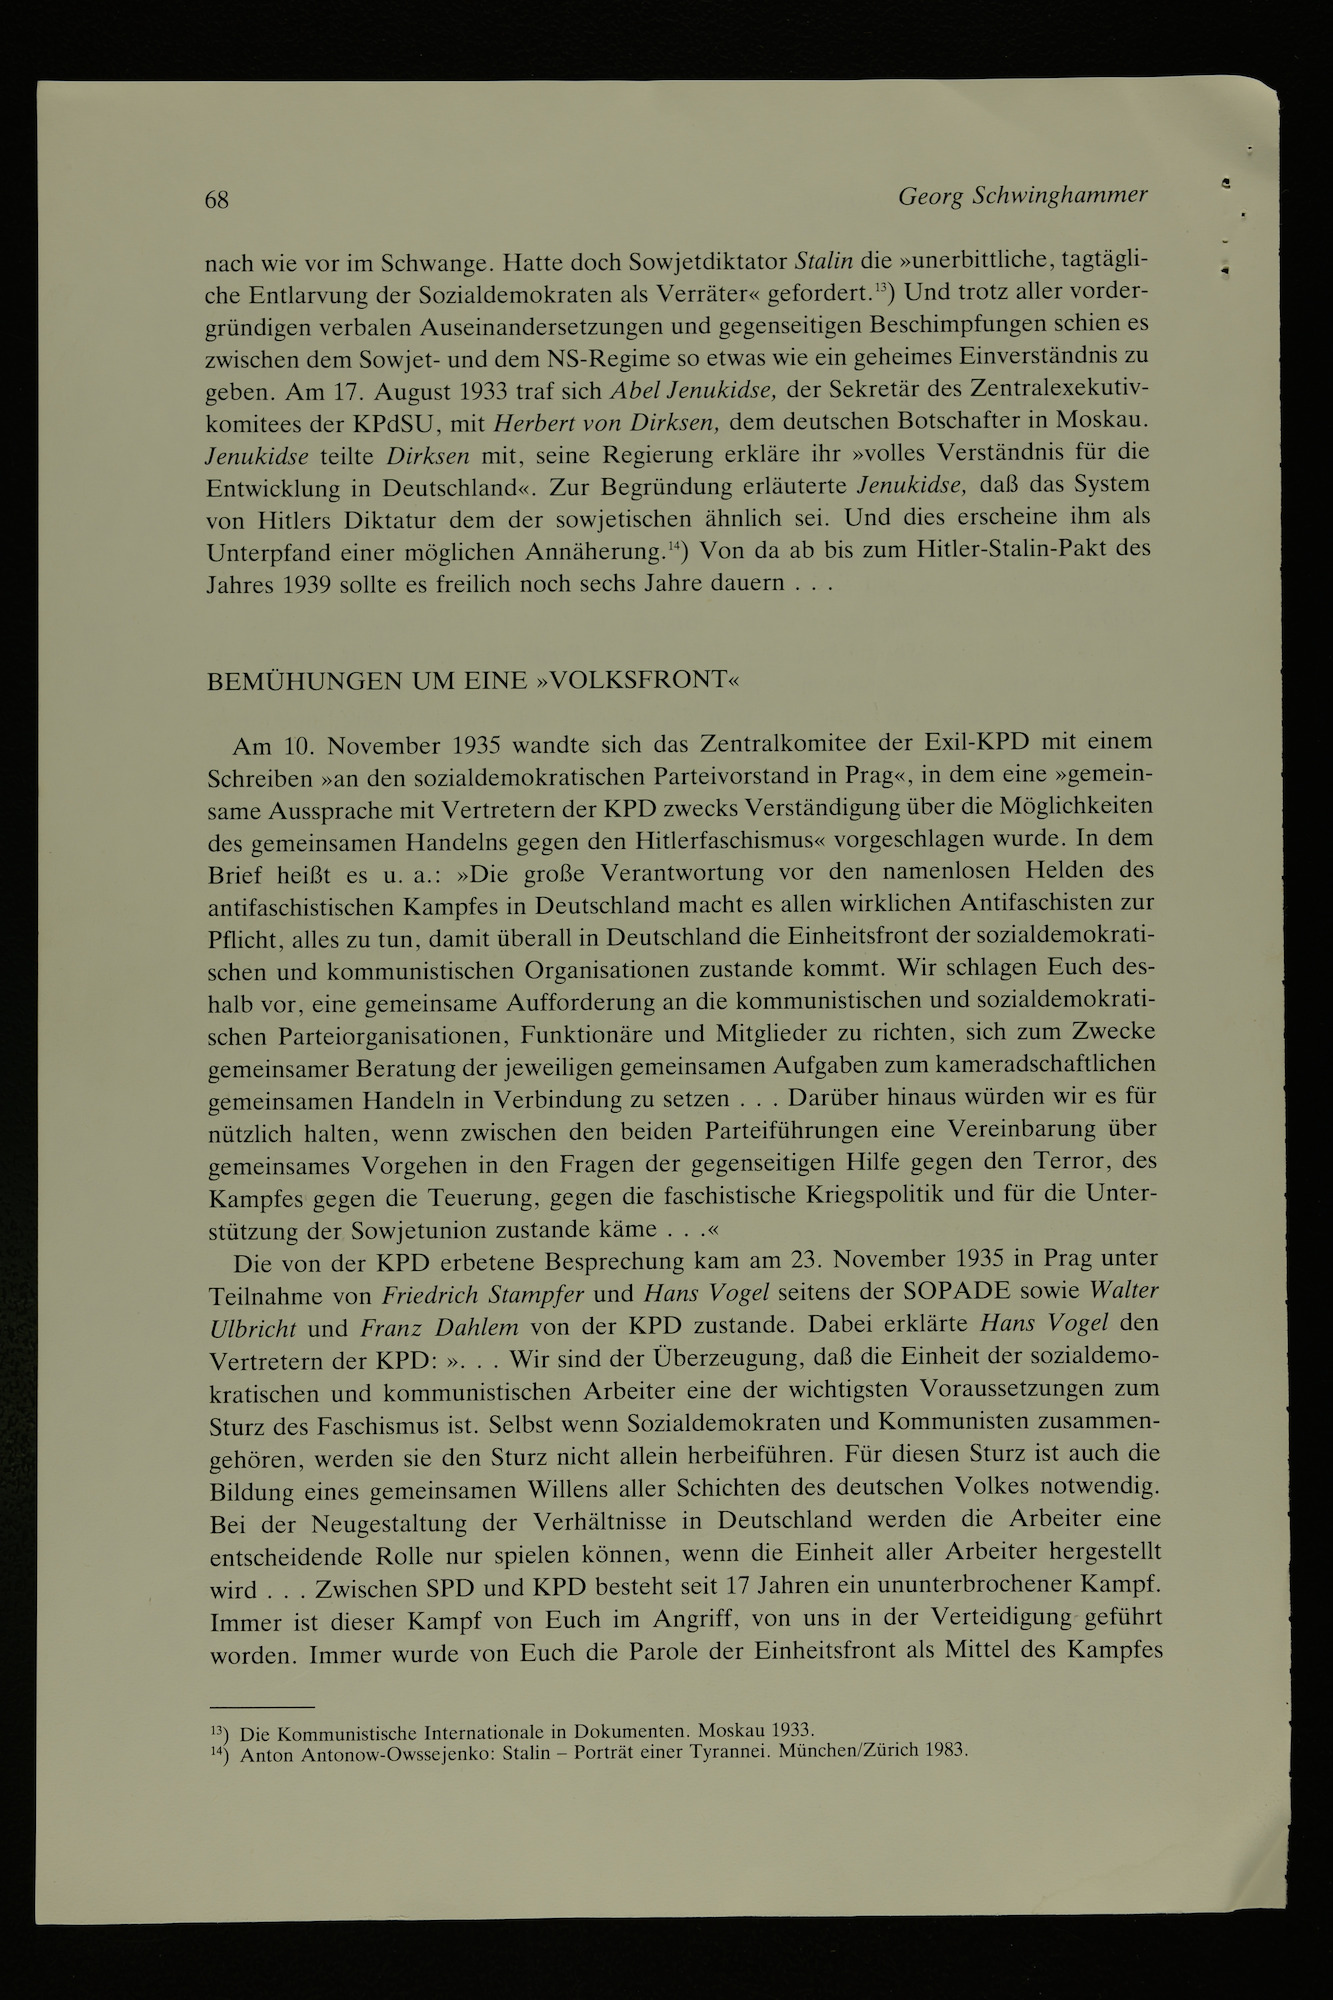 68 Georg Schwinghammer
nach wie vor im Schwange. Hatte doch Sowjetdiktator Stalin die »unerbittliche, tagtägli-
che Entlarvung der Sozialdemokraten als Verräter« gefordert.¹³) Und trotz aller vorder-
gründigen verbalen Auseinandersetzungen und gegenseitigen Beschimpfungen schien es
zwischen dem Sowjet- und dem NS-Regime so etwas wie ein geheimes Einverständnis zu
geben. Am 17. August 1933 traf sich Abel Jenukidse, der Sekretär des Zentralexekutiv-
komitees der KPdSU, mit Herbert von Dirksen, dem deutschen Botschafter in Moskau.
Jenukidse teilte Dirksen mit, seine Regierung erkläre ihr »volles Verständnis für die
Entwicklung in Deutschland«. Zur Begründung erläuterte Jenukidse, daß das System
von Hitlers Diktatur dem der sowjetischen ähnlich sei. Und dies erscheine ihm als
Unterpfand einer möglichen Annäherung.¹⁴) Von da ab bis zum Hitler-Stalin-Pakt des
Jahres 1939 sollte es freilich noch sechs Jahre dauern . . .
BEMÜHUNGEN UM EINE »VOLKSFRONT«
Am 10. November 1935 wandte sich das Zentralkomitee der Exil-KPD mit einem
Schreiben »an den sozialdemokratischen Parteivorstand in Prag«, in dem eine »gemein-
same Aussprache mit Vertretern der KPD zwecks Verständigung über die Möglichkeiten
des gemeinsamen Handelns gegen den Hitlerfaschismus« vorgeschlagen wurde. In dem
Brief heißt es u. a.: »Die große Verantwortung vor den namenlosen Helden des
antifaschistischen Kampfes in Deutschland macht es allen wirklichen Antifaschisten zur
Pflicht, alles zu tun, damit überall in Deutschland die Einheitsfront der sozialdemokrati-
schen und kommunistischen Organisationen zustande kommt. Wir schlagen Euch des-
halb vor, eine gemeinsame Aufforderung an die kommunistischen und sozialdemokrati-
schen Parteiorganisationen, Funktionäre und Mitglieder zu richten, sich zum Zwecke
gemeinsamer Beratung der jeweiligen gemeinsamen Aufgaben zum kameradschaftlichen
gemeinsamen Handeln in Verbindung zu setzen . . . Darüber hinaus würden wir es für
nützlich halten, wenn zwischen den beiden Parteiführungen eine Vereinbarung über
gemeinsames Vorgehen in den Fragen der gegenseitigen Hilfe gegen den Terror, des
Kampfes gegen die Teuerung, gegen die faschistische Kriegspolitik und für die Unter-
stützung der Sowjetunion zustande käme . . .«
Die von der KPD erbetene Besprechung kam am 23. November 1935 in Prag unter
Teilnahme von Friedrich Stampfer und Hans Vogel seitens der SOPADE sowie Walter
Ulbricht und Franz Dahlem von der KPD zustande. Dabei erklärte Hans Vogel den
Vertretern der KPD: ». . . Wir sind der Überzeugung, daß die Einheit der sozialdemo-
kratischen und kommunistischen Arbeiter eine der wichtigsten Voraussetzungen zum
Sturz des Faschismus ist. Selbst wenn Sozialdemokraten und Kommunisten zusammen-
gehören, werden sie den Sturz nicht allein herbeiführen. Für diesen Sturz ist auch die
Bildung eines gemeinsamen Willens aller Schichten des deutschen Volkes notwendig.
Bei der Neugestaltung der Verhältnisse in Deutschland werden die Arbeiter eine
entscheidende Rolle nur spielen können, wenn die Einheit aller Arbeiter hergestellt
wird . . . Zwischen SPD und KPD besteht seit 17 Jahren ein ununterbrochener Kampf.
Immer ist dieser Kampf von Euch im Angriff, von uns in der Verteidigung geführt
worden. Immer wurde von Euch die Parole der Einheitsfront als Mittel des Kampfes
¹³) Die Kommunistische Internationale in Dokumenten. Moskau 1933.
¹⁴) Anton Antonow-Owssejenko: Stalin – Porträt einer Tyrannei. München/Zürich 1983.